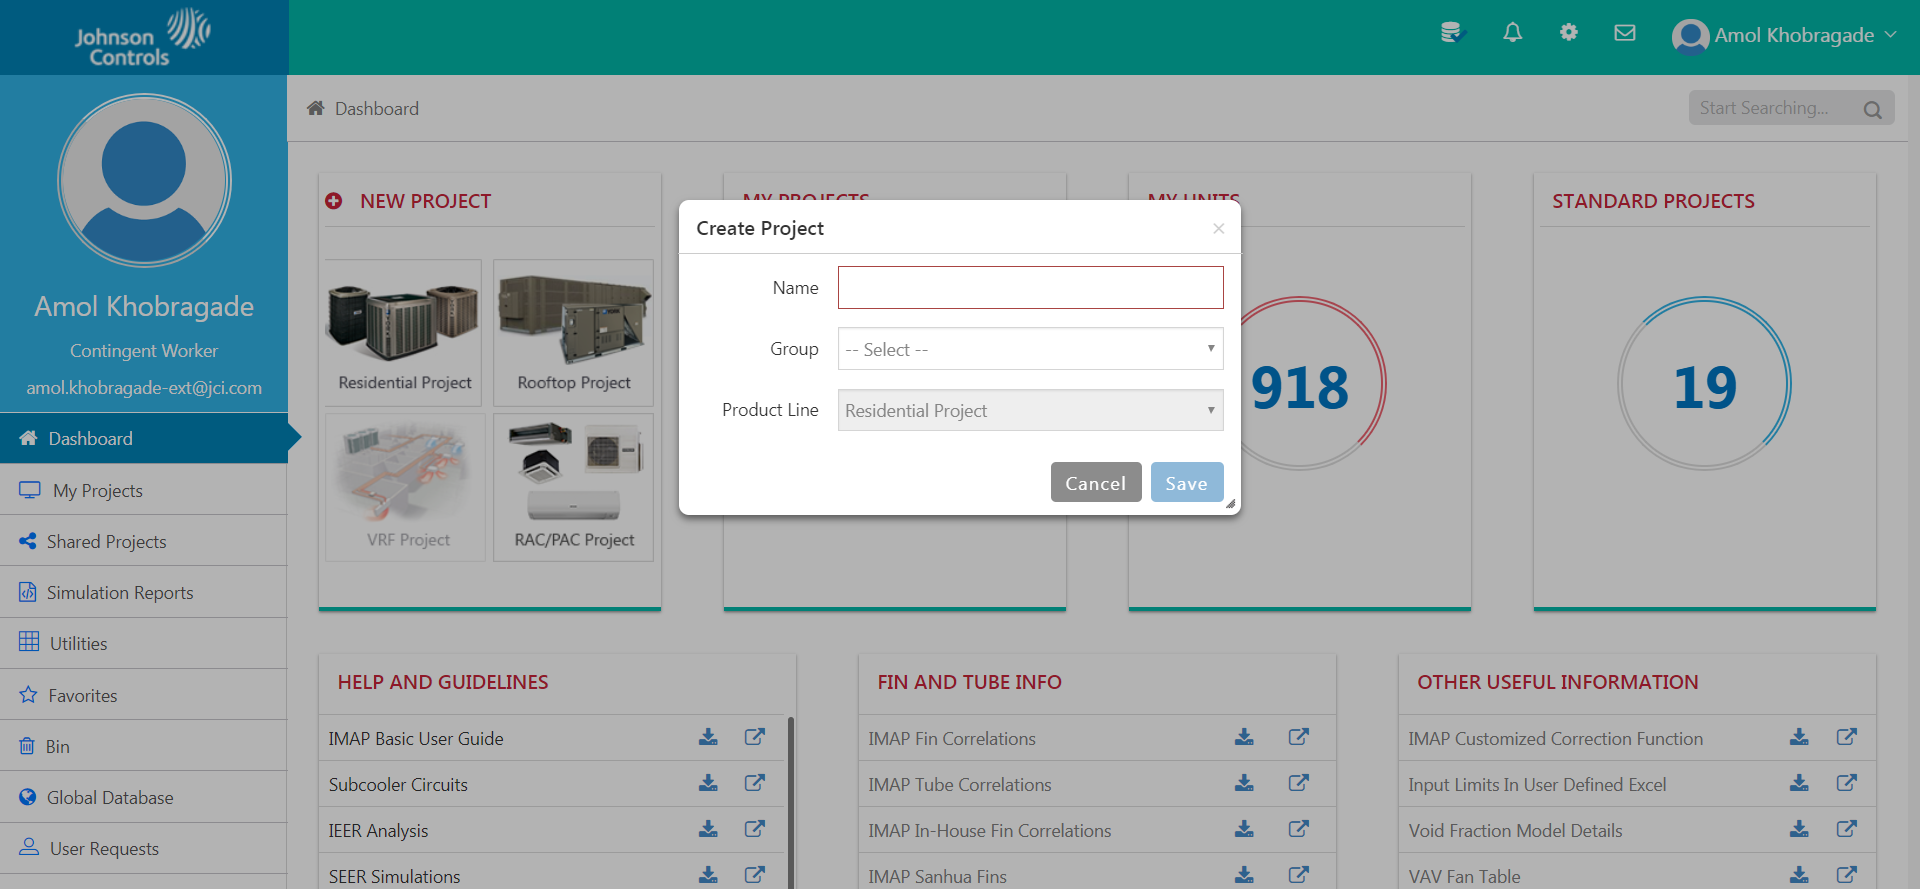 Johnson
Controls
Amol Khobragade
Amol Khobragade
Contingent Worker
amol.khobragade-ext@jci.com
Dashboard
My Projects
Shared Projects
Simulation Reports
Utilities
Favorites
Bin
Global Database
User Requests
Dashboard
Start Searching...
NEW PROJECT
Residential Project
Rooftop Project
VRF Project
RAC/PAC Project
MY PROJECTS
MY UNITS
918
STANDARD PROJECTS
19
Create Project
×
Name
Group
-- Select --
Product Line
Residential Project
Cancel
Save
HELP AND GUIDELINES
IMAP Basic User Guide
Subcooler Circuits
IEER Analysis
SEER Simulations
FIN AND TUBE INFO
IMAP Fin Correlations
IMAP Tube Correlations
IMAP In-House Fin Correlations
IMAP Sanhua Fins
OTHER USEFUL INFORMATION
IMAP Customized Correction Function
Input Limits In User Defined Excel
Void Fraction Model Details
VAV Fan Table